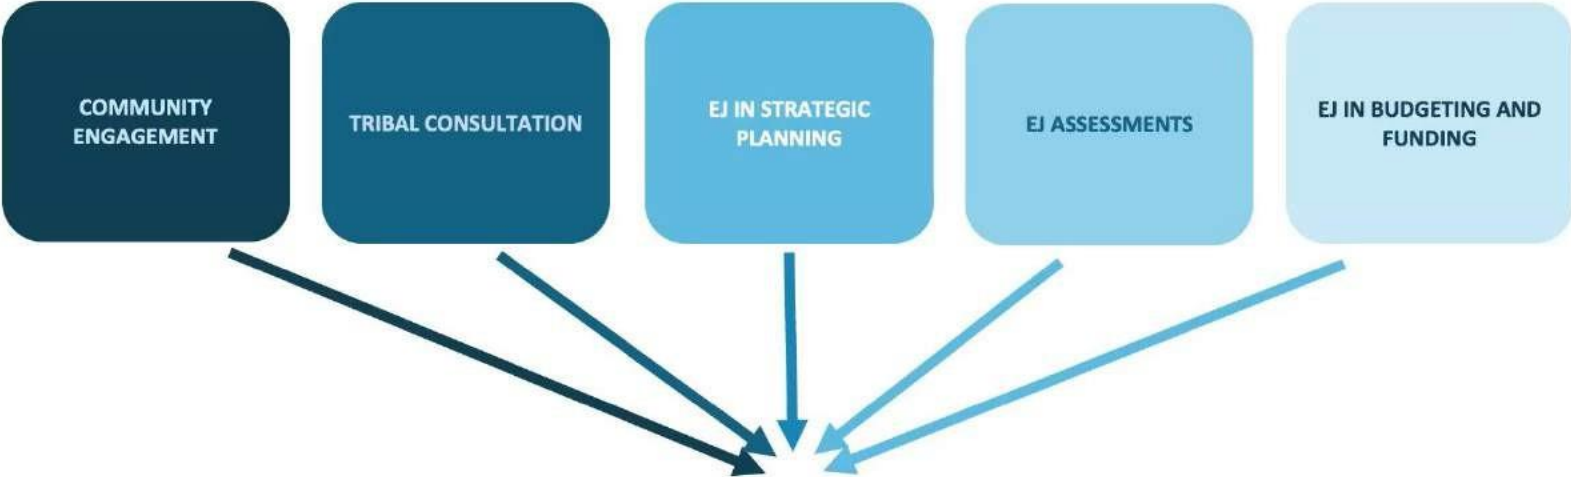 COMMUNITY
ENGAGEMENT
TRIBAL CONSULTATION
EJ IN STRATEGIC
PLANNING
EJ ASSESSMENTS
EJ IN BUDGETING AND
FUNDING